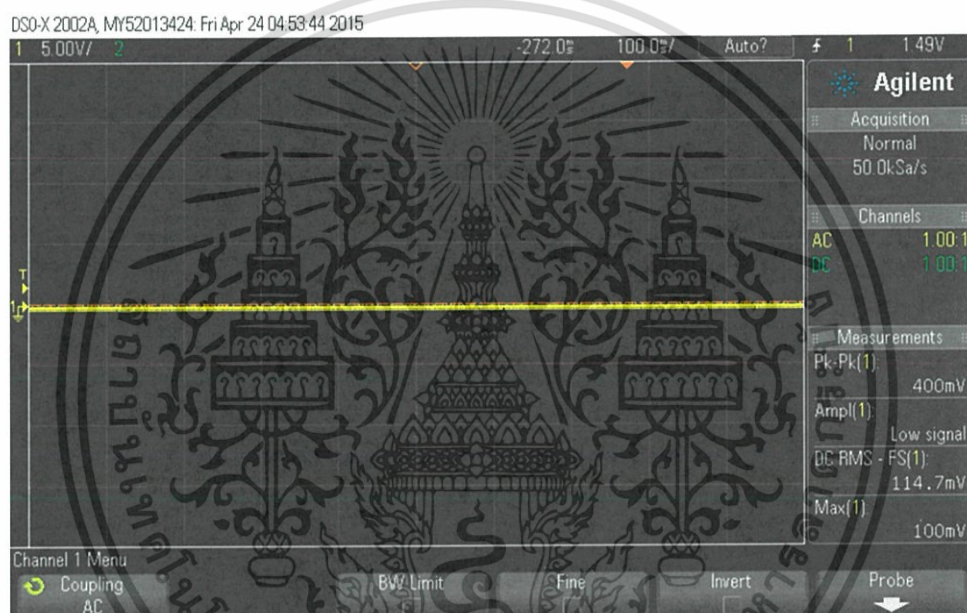 DSO-X 2002A, MY52013424: Fri Apr 24 04:53:44 2015
1 5.00V/ 2 -272.0s 100.0s/ Auto? 1 1.49V
Agilent
Acquisition
Normal
50.0kSa/s
Channels
AC 1.00:1
DC 1.00:1
T
1
Measurements
Pk-Pk(1):
400mV
Ampl(1):
Low signal
DC RMS - FS(1):
114.7mV
Max(1):
100mV
Channel 1 Menu
Coupling BW Limit Fine Invert Probe
AC